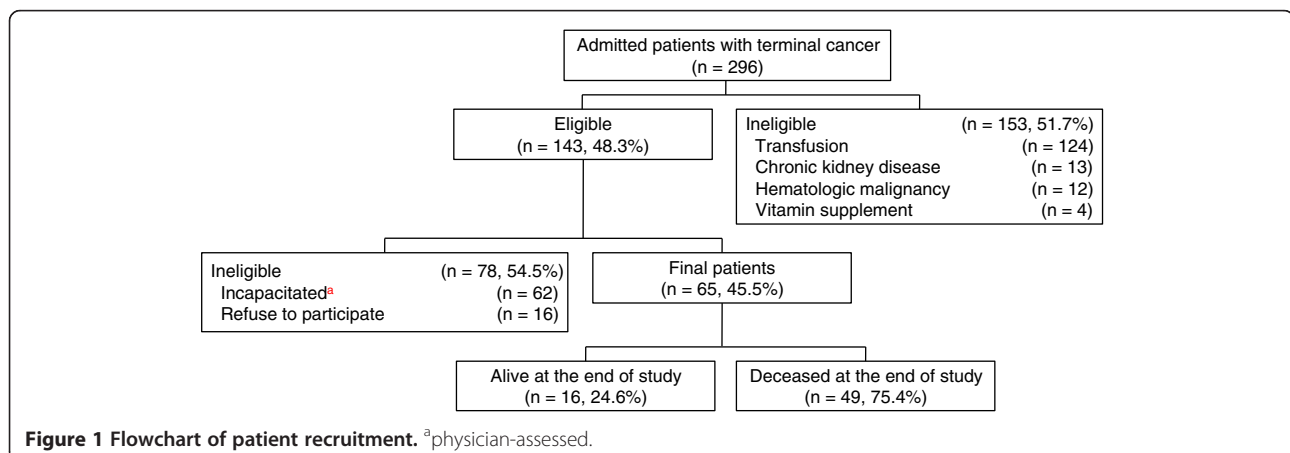 Admitted patients with terminal cancer
(n = 296)
Eligible
(n = 143, 48.3%)
Ineligible (n = 153, 51.7%)
Transfusion (n = 124)
Chronic kidney disease (n = 13)
Hematologic malignancy (n = 12)
Vitamin supplement (n = 4)
Ineligible (n = 78, 54.5%)
Incapacitatedᵃ (n = 62)
Refuse to participate (n = 16)
Final patients
(n = 65, 45.5%)
Alive at the end of study
(n = 16, 24.6%)
Deceased at the end of study
(n = 49, 75.4%)
Figure 1 Flowchart of patient recruitment. ᵃphysician-assessed.